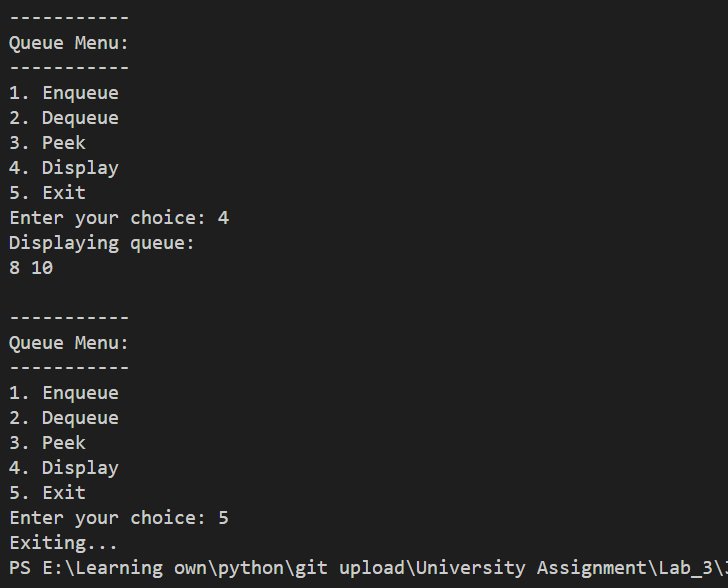 -----------
Queue Menu:
-----------
1. Enqueue
2. Dequeue
3. Peek
4. Display
5. Exit
Enter your choice: 4
Displaying queue:
8 10
-----------
Queue Menu:
-----------
1. Enqueue
2. Dequeue
3. Peek
4. Display
5. Exit
Enter your choice: 5
Exiting...
PS E:\Learning own\python\git upload\University Assignment\Lab_3\